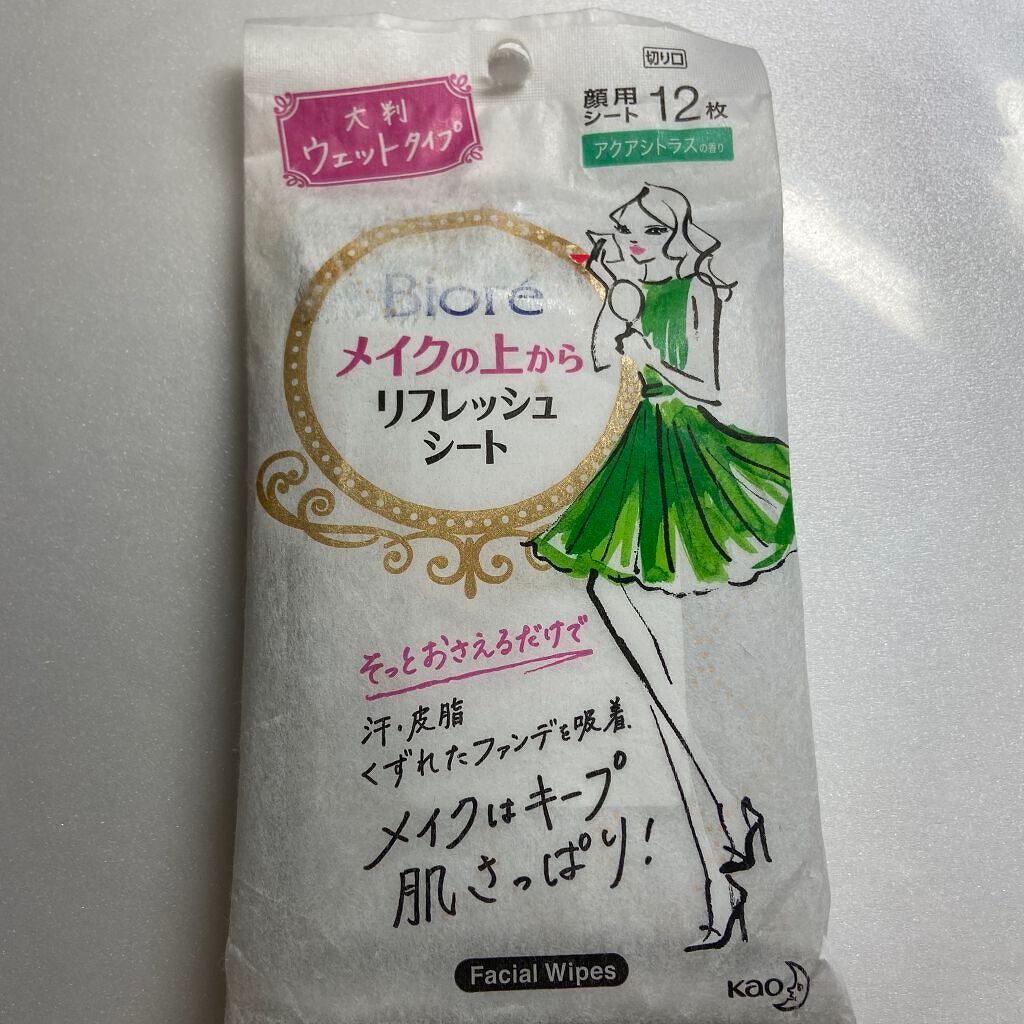 切り口
大判
ウェットタイプ
顔用
シート 12枚
アクアシトラスの香り
Bioré
メイクの上から
リフレッシュ
シート
そっとおさえるだけで
汗・皮脂
くずれたファンデを吸着。
メイクはキープ
肌さっぱり!
Facial Wipes
Kao